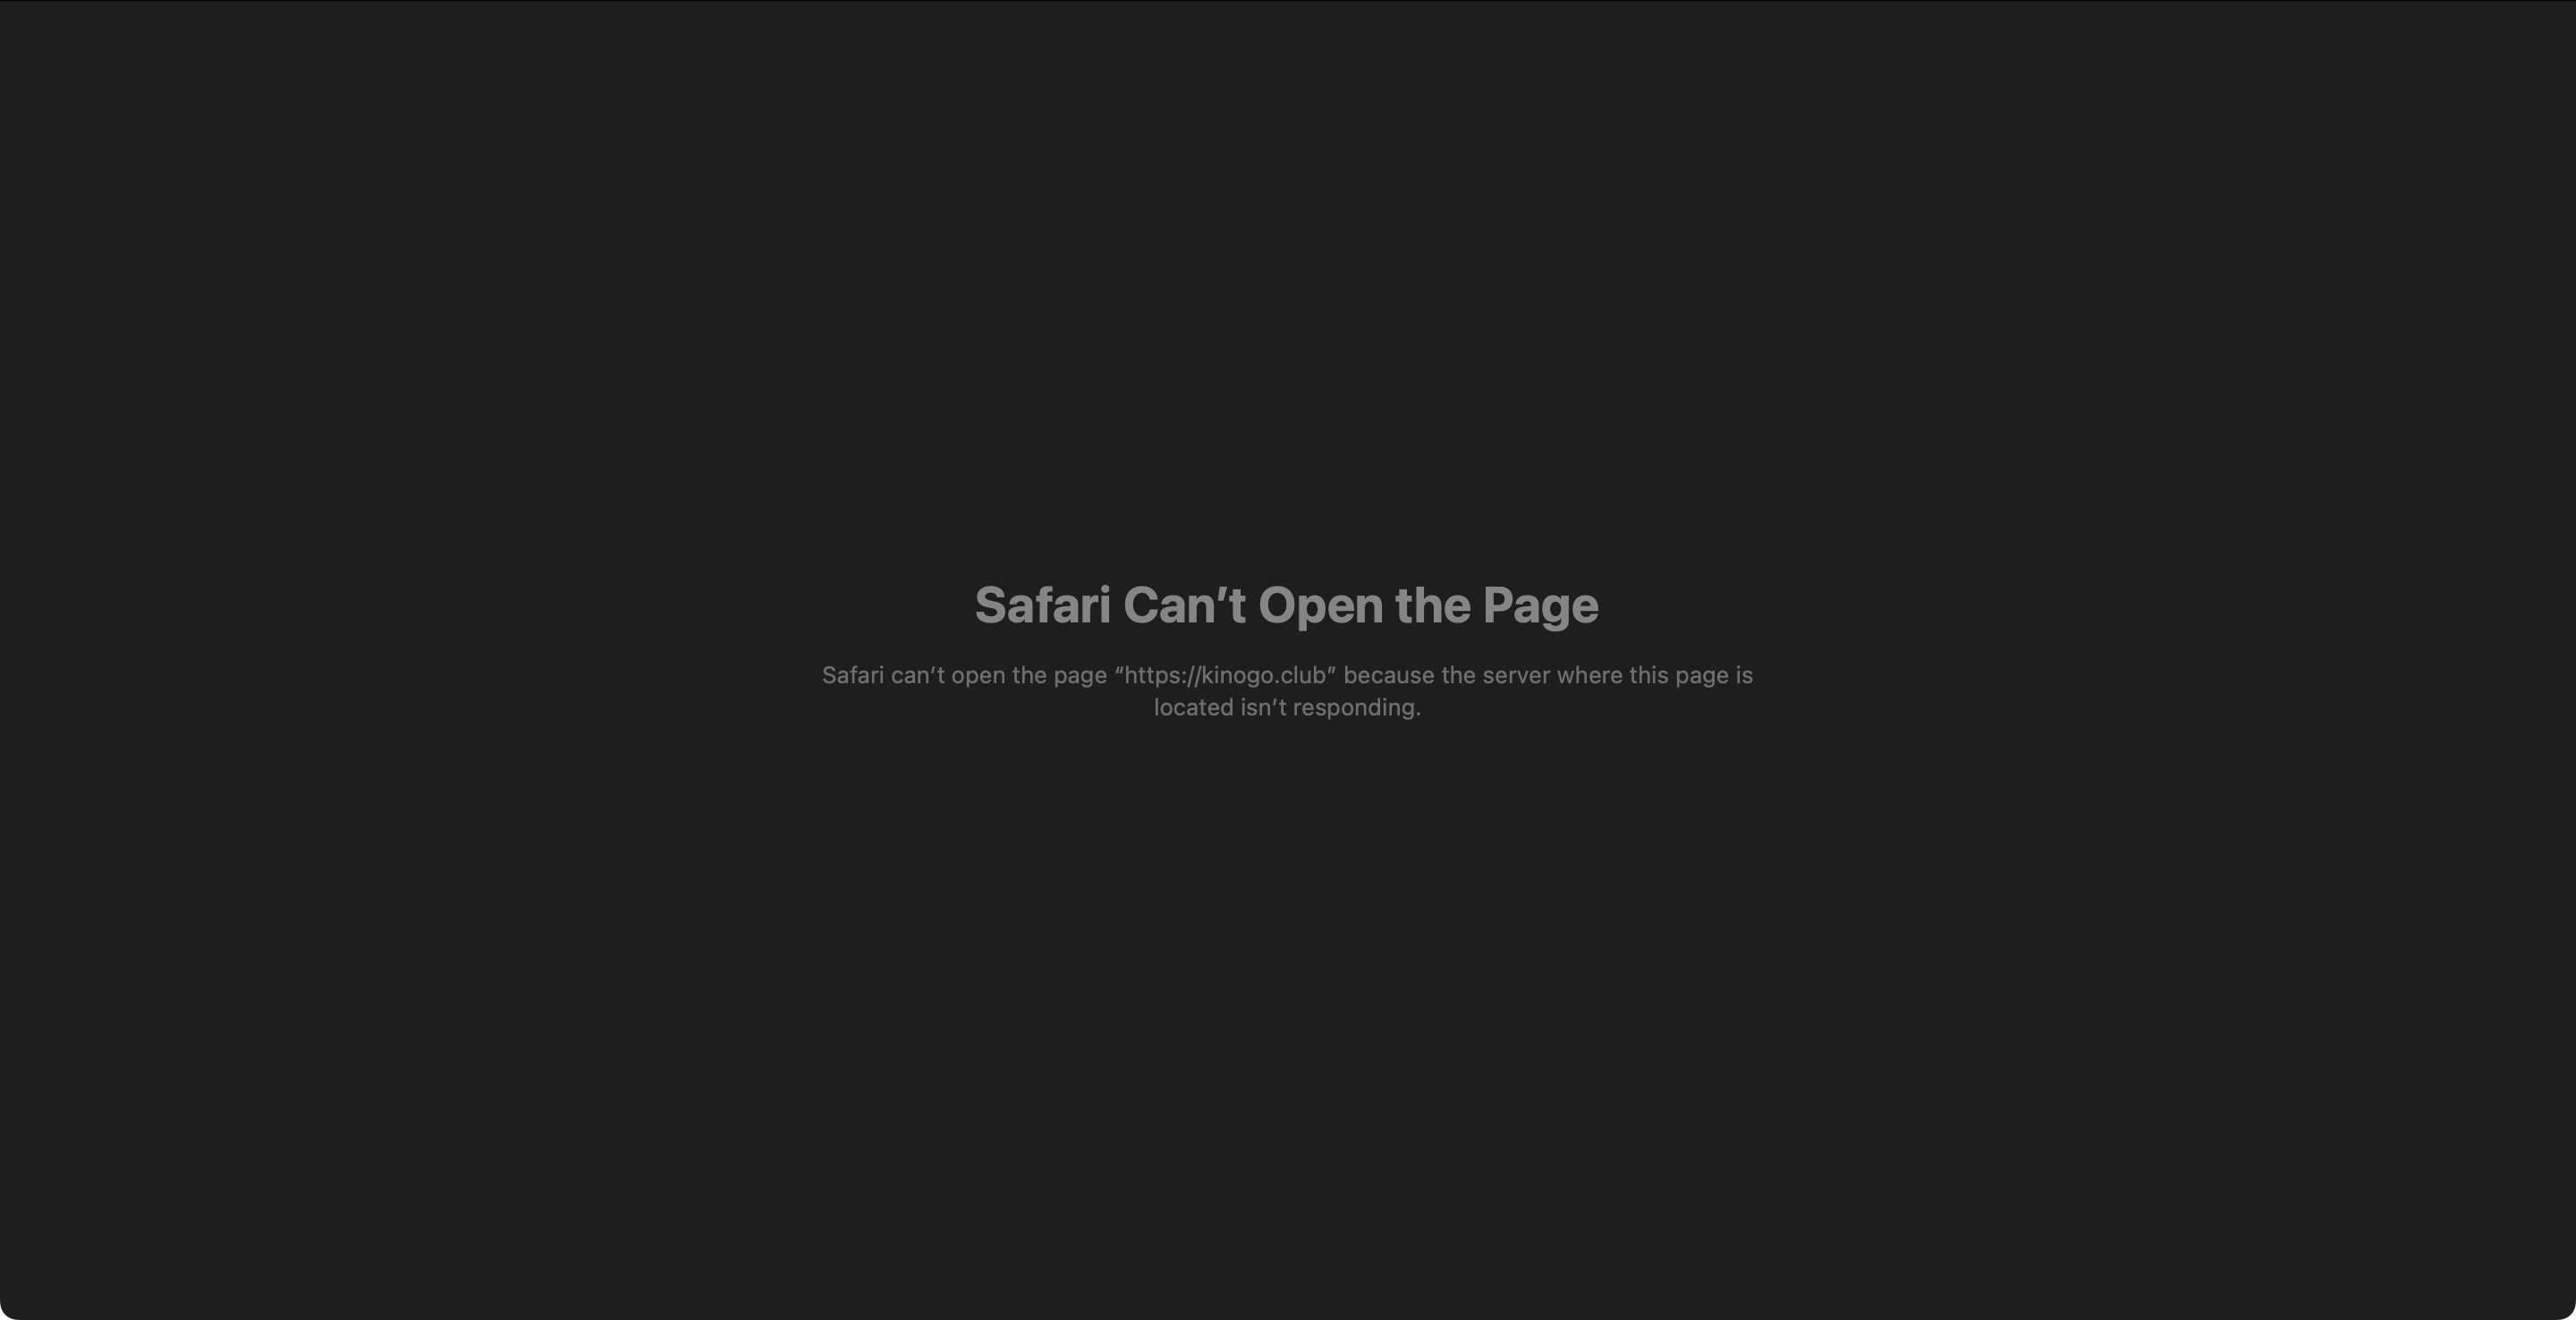 Safari Can’t Open the Page
Safari can’t open the page “https://kinogo.club” because the server where this page is
located isn’t responding.